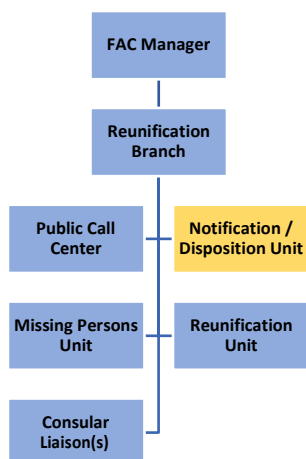 FAC Manager
Reunification
Branch
Public Call
Center
Notification /
Disposition Unit
Missing Persons
Unit
Reunification
Unit
Consular
Liaison(s)